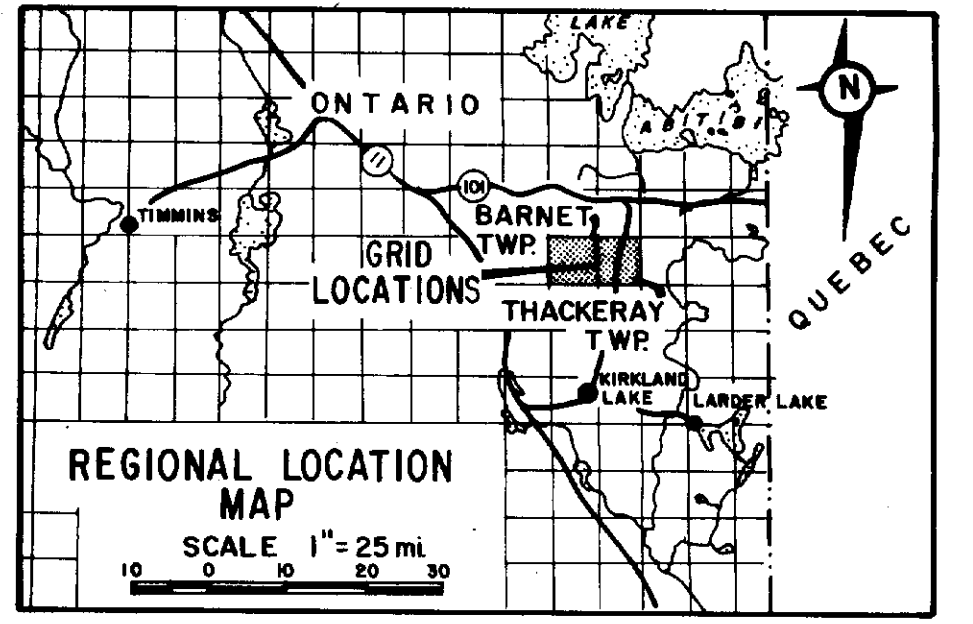 LAKE
ABITIBI
N
ONTARIO
11
101
TIMMINS
BARNET
TWP.
GRID
LOCATIONS
THACKERAY
TWP.
QUEBEC
KIRKLAND
LAKE
LARDER LAKE
REGIONAL LOCATION
MAP
SCALE 1" = 25 mi.
10 0 10 20 30